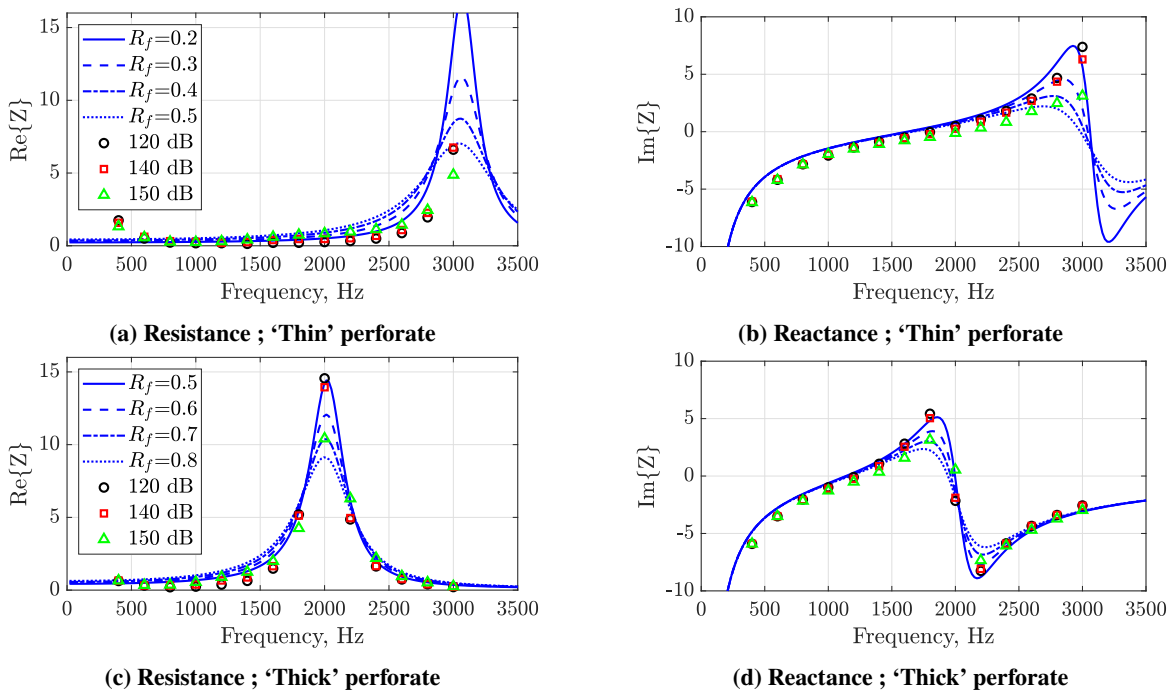 15
10
5
0
Re{Z}
R_f=0.2
R_f=0.3
R_f=0.4
R_f=0.5
120 dB
140 dB
150 dB
0 500 1000 1500 2000 2500 3000 3500
Frequency, Hz
(a) Resistance ; ‘Thin’ perforate
10
5
0
-5
-10
Im{Z}
0 500 1000 1500 2000 2500 3000 3500
Frequency, Hz
(b) Reactance ; ‘Thin’ perforate
15
10
5
0
Re{Z}
R_f=0.5
R_f=0.6
R_f=0.7
R_f=0.8
120 dB
140 dB
150 dB
0 500 1000 1500 2000 2500 3000 3500
Frequency, Hz
(c) Resistance ; ‘Thick’ perforate
10
5
0
-5
-10
Im{Z}
0 500 1000 1500 2000 2500 3000 3500
Frequency, Hz
(d) Reactance ; ‘Thick’ perforate